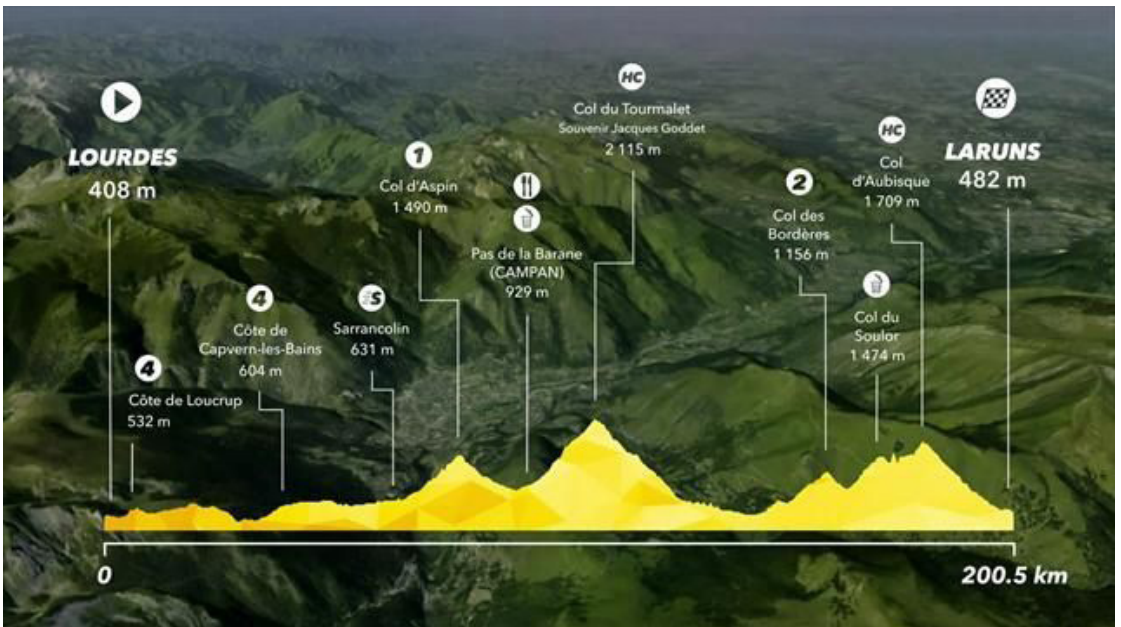 LOURDES
408 m
4
Côte de Loucrup
532 m
4
Côte de
Capvern-les-Bains
604 m
S
Sarrancolin
631 m
1
Col d'Aspin
1 490 m
Pas de la Barane
(CAMPAN)
929 m
HC
Col du Tourmalet
Souvenir Jacques Goddet
2 115 m
2
Col des
Bordères
1 156 m
Col du
Soulor
1 474 m
HC
Col
d'Aubisque
1 709 m
LARUNS
482 m
0
200.5 km